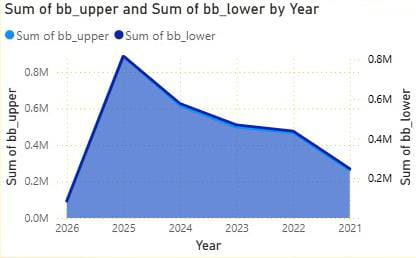 Sum of bb_upper and Sum of bb_lower by Year
Sum of bb_upper Sum of bb_lower
Sum of bb_upper
0.8M
0.6M
0.4M
0.2M
0.0M
0.8M
0.6M
0.4M
0.2M
Sum of bb_lower
2026 2025 2024 2023 2022 2021
Year